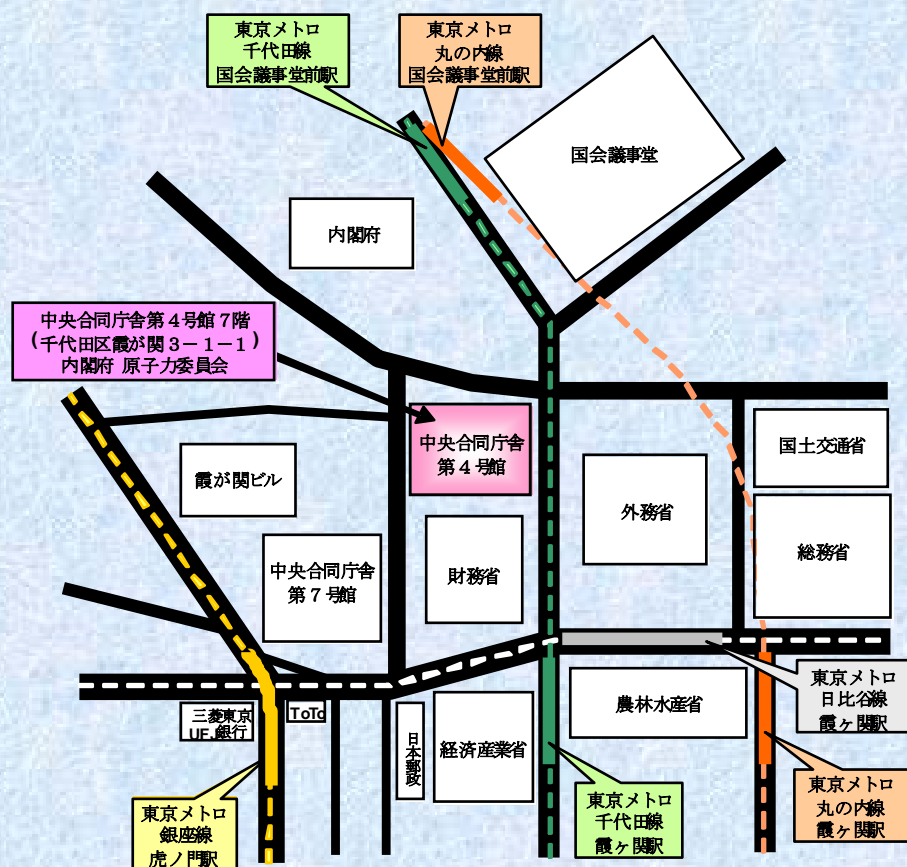 東京メトロ
千代田線
国会議事堂前駅
東京メトロ
丸の内線
国会議事堂前駅
国会議事堂
内閣府
中央合同庁舎第4号館7階
(千代田区霞が関3-1-1)
内閣府 原子力委員会
中央合同庁舎
第4号館
国土交通省
霞が関ビル
外務省
総務省
中央合同庁舎
第7号館
財務省
東京メトロ
日比谷線
霞ヶ関駅
農林水産省
三菱東京
UFJ銀行
ToTo
日本郵政
経済産業省
東京メトロ
銀座線
虎ノ門駅
東京メトロ
千代田線
霞ヶ関駅
東京メトロ
丸の内線
霞ヶ関駅